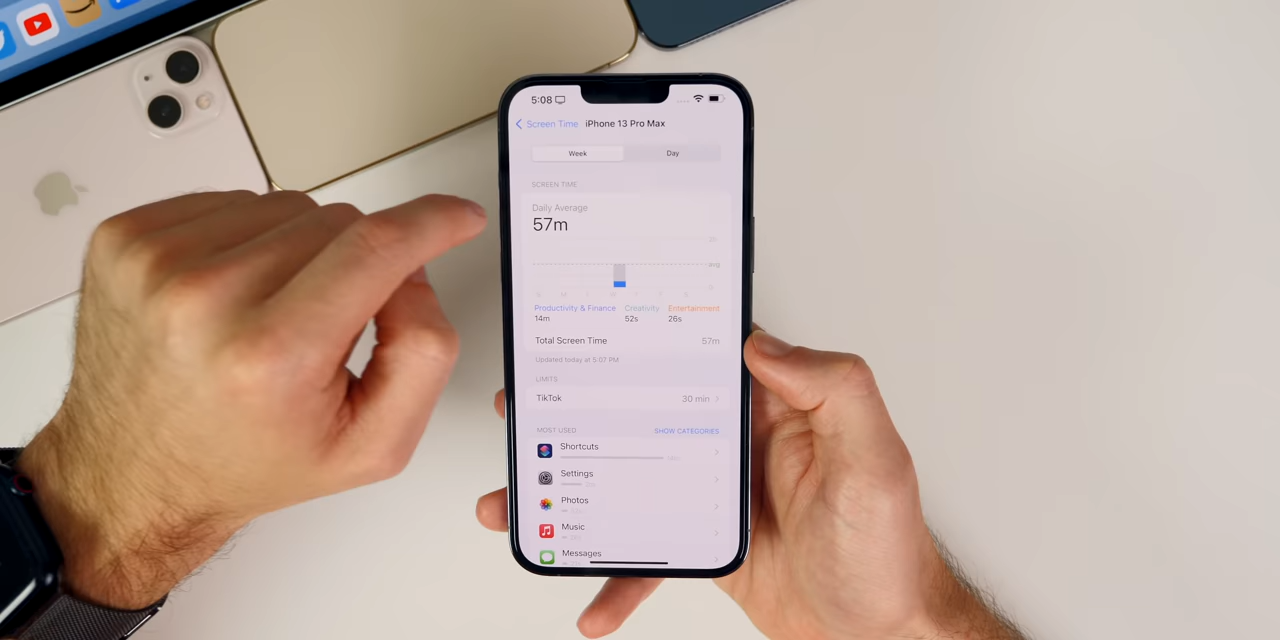 5:08
Screen Time iPhone 13 Pro Max
Week Day
SCREEN TIME
Daily Average
57m
avg
Productivity & Finance Creativity Entertainment
14m 52s 26s
Total Screen Time 57m
Updated today at 5:07 PM
LIMITS
TikTok 30 min
MOST USED SHOW CATEGORIES
Shortcuts
Settings
Photos
Music
Messages